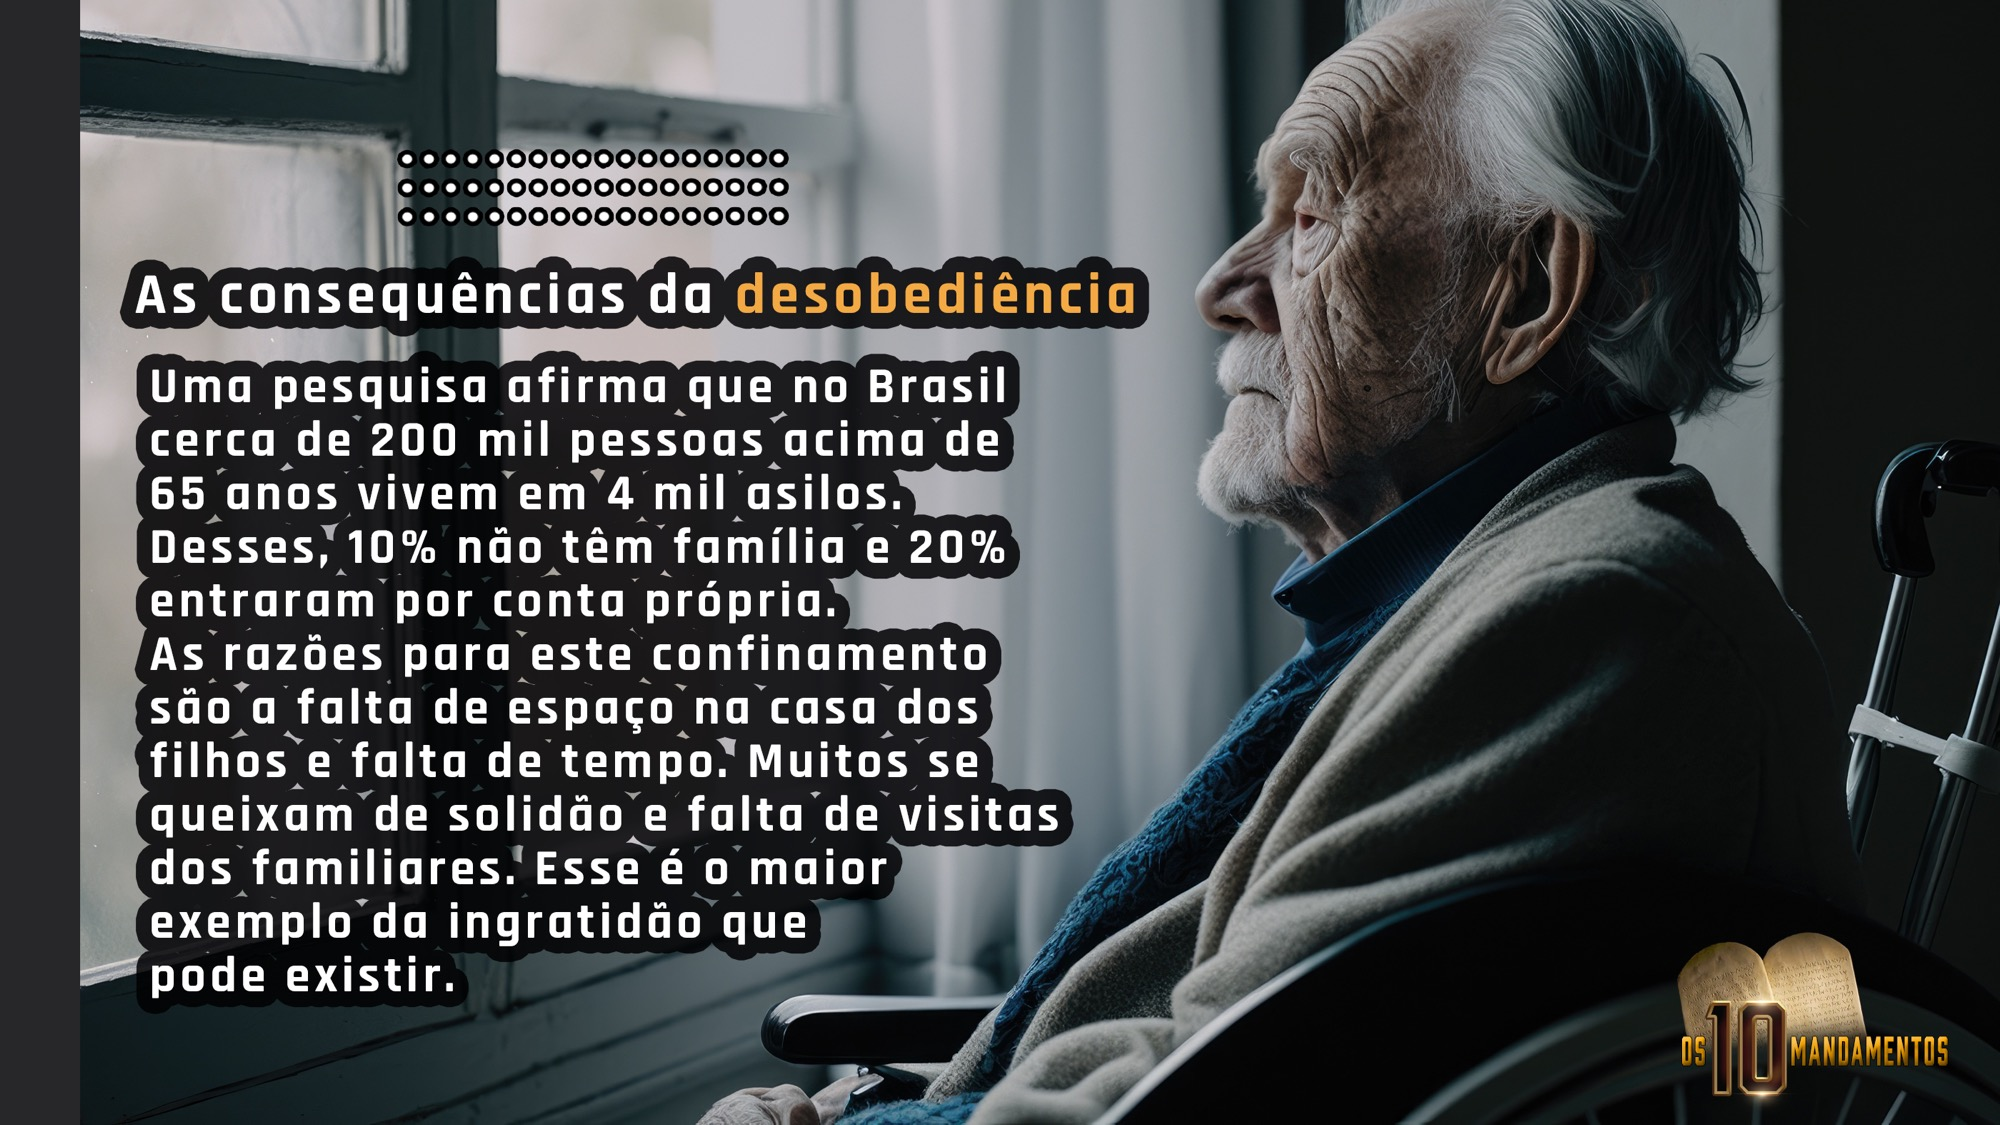 As consequências da desobediência
Uma pesquisa afirma que no Brasil
cerca de 200 mil pessoas acima de
65 anos vivem em 4 mil asilos.
Desses, 10% não têm família e 20%
entraram por conta própria.
As razões para este confinamento
são a falta de espaço na casa dos
filhos e falta de tempo. Muitos se
queixam de solidão e falta de visitas
dos familiares. Esse é o maior
exemplo da ingratidão que
pode existir.
OS 10 MANDAMENTOS